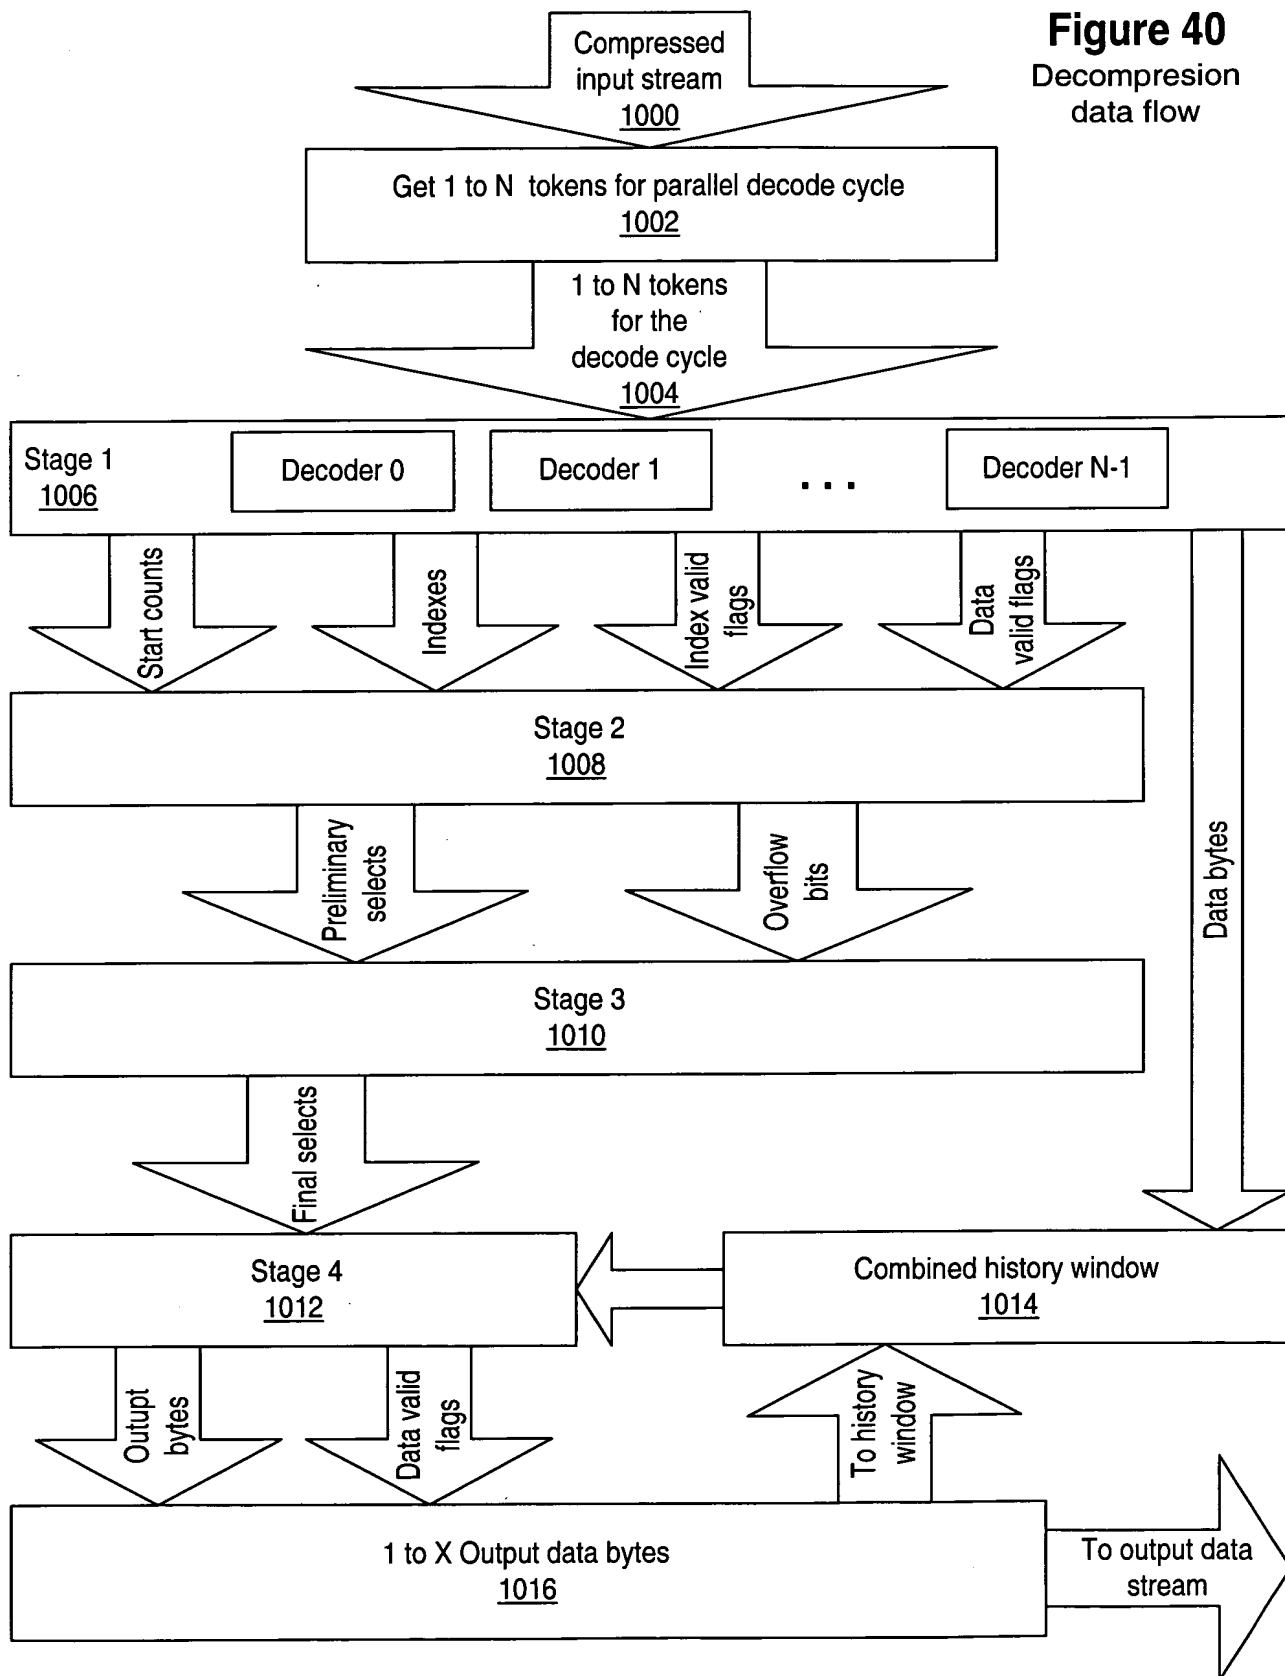 Figure 40
Decompresion
data flow
Compressed
input stream
1000
Get 1 to N tokens for parallel decode cycle
1002
1 to N tokens
for the
decode cycle
1004
Stage 1
1006
Decoder 0
Decoder 1
...
Decoder N-1
Start counts
Indexes
Index valid
flags
Data
valid flags
Data bytes
Stage 2
1008
Preliminary
selects
Overflow
bits
Stage 3
1010
Final selects
Stage 4
1012
Combined history window
1014
Outupt
bytes
Data valid
flags
To history
window
1 to X Output data bytes
1016
To output data
stream